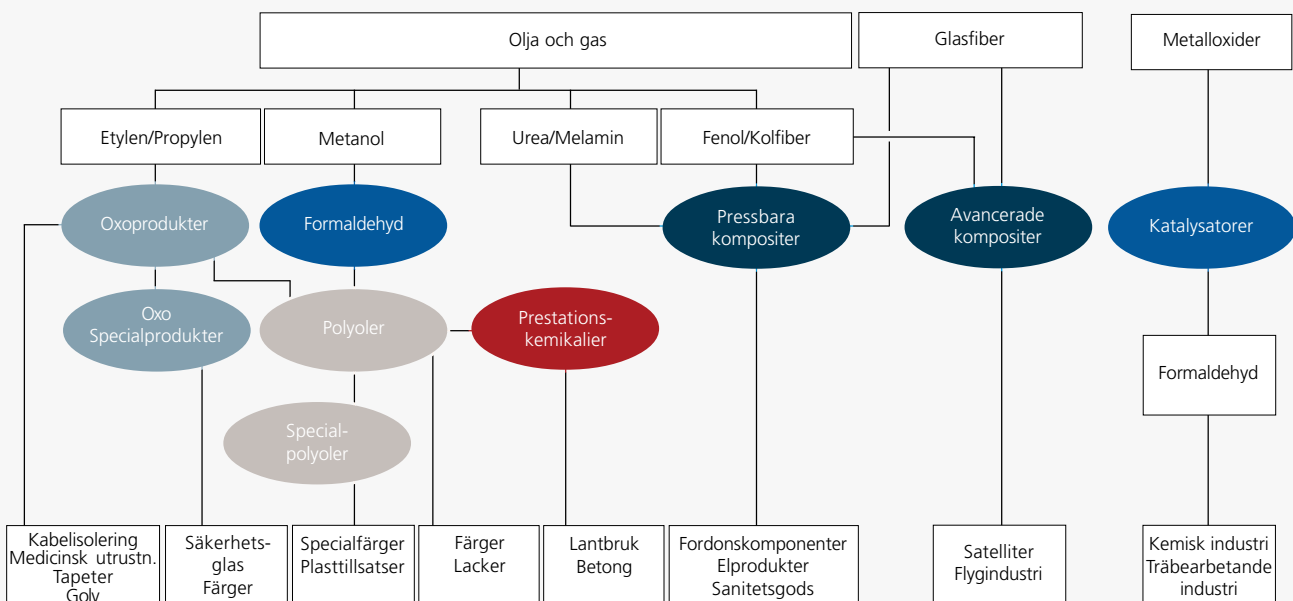 Olja och gas
Glasfiber
Metalloxider
Etylen/Propylen
Metanol
Urea/Melamin
Fenol/Kolfiber
Oxoprodukter
Formaldehyd
Pressbara
kompositer
Avancerade
kompositer
Katalysatorer
Oxo
Specialprodukter
Polyoler
Prestations-
kemikalier
Formaldehyd
Special-
polyoler
Kabelisolering
Medicinsk utrustn.
Tapeter
Golv
Säkerhets-
glas
Färger
Specialfärger
Plasttillsatser
Färger
Lacker
Lantbruk
Betong
Fordonskomponenter
Elprodukter
Sanitetsgods
Satelliter
Flygindustri
Kemisk industri
Träbearbetande
industri